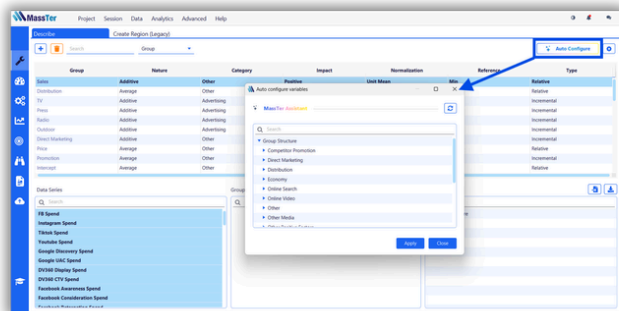 MassTer Project Session Data Analytics Advanced Help
Describe Create Region (Legacy)
Search Group Auto Configure
Group Nature Category Impact Normalization Reference Type
Sales Additive Other Positive Unit Mean Min Relative
Distribution Average Other Relative
TV Additive Advertising Incremental
Press Additive Advertising Incremental
Radio Additive Advertising Incremental
Outdoor Additive Advertising Incremental
Direct Marketing Additive Other Incremental
Price Average Other Relative
Promotion Average Other Incremental
Intercept Average Other Relative
Auto configure variables
MassTer Assistant
Search
Group Structure
Competitor Promotion
Direct Marketing
Distribution
Economy
Online Search
Online Video
Other
Other Media
Apply Close
Data Series
Search
FB Spend
Instagram Spend
Tiktok Spend
Youtube Spend
Google Discovery Spend
Google UAC Spend
DV360 Display Spend
DV360 CTV Spend
Facebook Awareness Spend
Facebook Consideration Spend